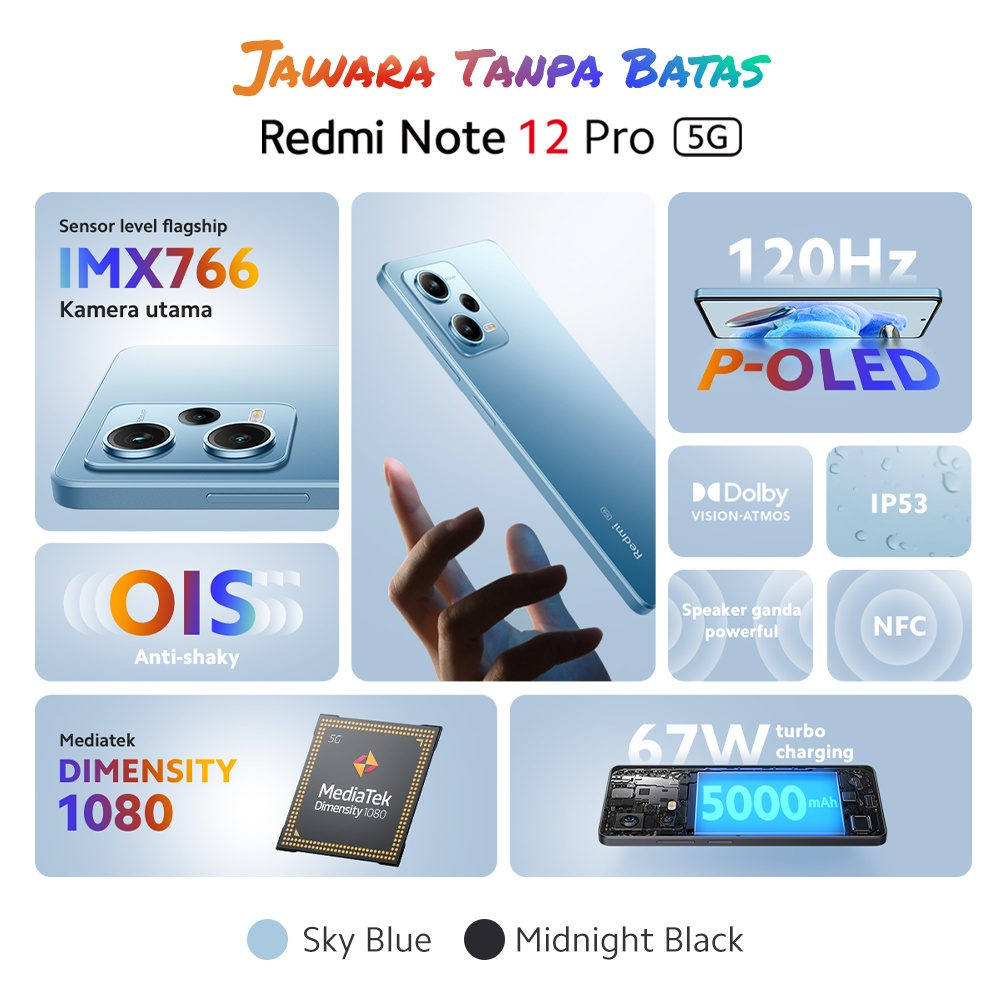 JAWARA TANPA BATAS
Redmi Note 12 Pro 5G
Sensor level flagship
IMX766
Kamera utama
Redmi
120Hz
P-OLED
Dolby
VISION·ATMOS
IP53
OIS
Anti-shaky
Speaker ganda
powerful
NFC
Mediatek
DIMENSITY
1080
5G
MediaTek
Dimensity 1080
67W turbo
charging
5000mAh
Sky Blue
Midnight Black